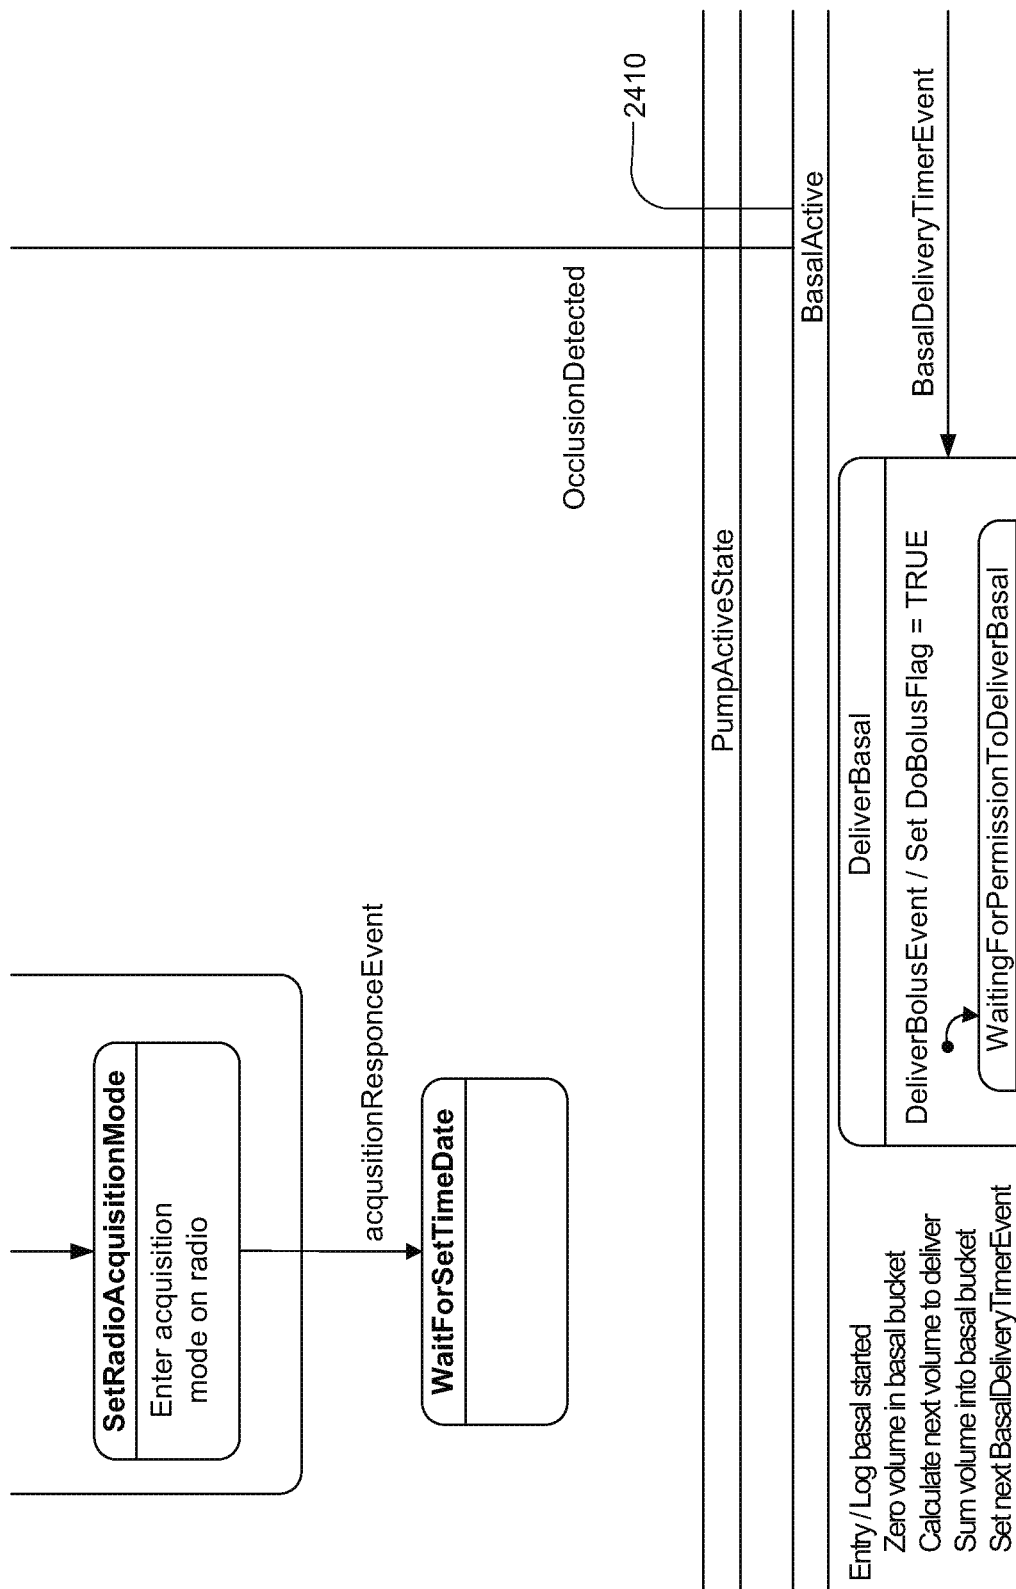 SetRadioAcquisitionMode
Enter acquisition
mode on radio
acqusitionResponceEvent
WaitForSetTimeDate
OcclusionDetected
2410
PumpActiveState
BasalActive
Entry / Log basal started
Zero volume in basal bucket
Calculate next volume to deliver
Sum volume into basal bucket
Set next BasalDeliveryTimerEvent
DeliverBasal
DeliverBolusEvent / Set DoBolusFlag = TRUE
WaitingForPermissionToDeliverBasal
BasalDeliveryTimerEvent